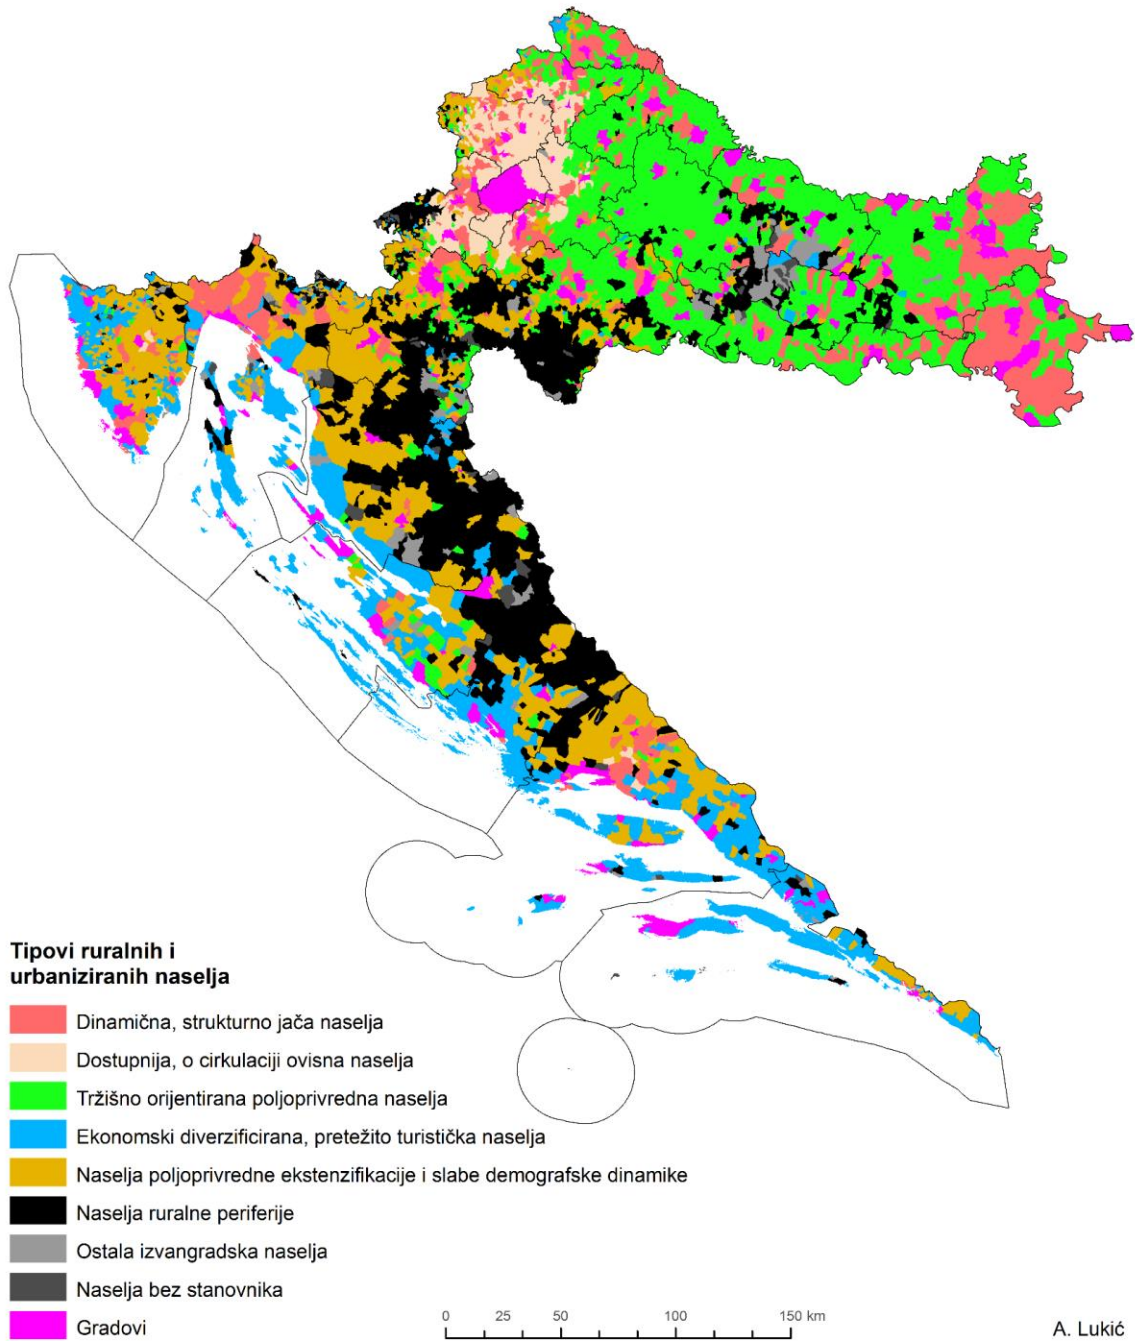 Tipovi ruralnih i
urbaniziranih naselja
Dinamična, strukturno jača naselja
Dostupnija, o cirkulaciji ovisna naselja
Tržišno orijentirana poljoprivredna naselja
Ekonomski diverzificirana, pretežito turistička naselja
Naselja poljoprivredne ekstenzifikacije i slabe demografske dinamike
Naselja ruralne periferije
Ostala izvangradska naselja
Naselja bez stanovnika
Gradovi
0 25 50 100 150 km
A. Lukić